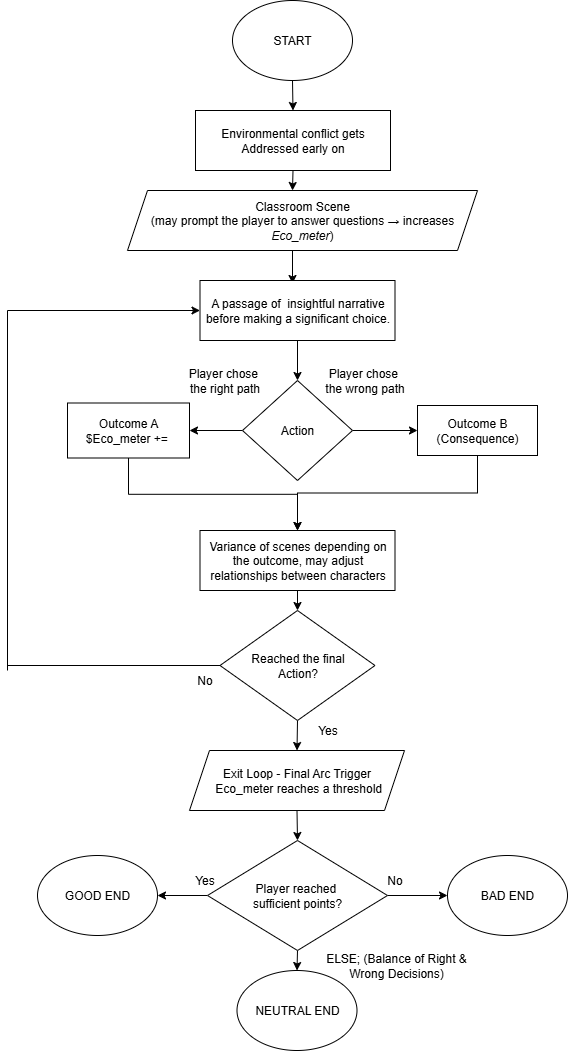 START
Environmental conflict gets
Addressed early on
Classroom Scene
(may prompt the player to answer questions → increases
Eco_meter)
A passage of insightful narrative
before making a significant choice.
Player chose
the right path
Player chose
the wrong path
Outcome A
$Eco_meter +=
Action
Outcome B
(Consequence)
Variance of scenes depending on
the outcome, may adjust
relationships between characters
Reached the final
Action?
No
Yes
Exit Loop - Final Arc Trigger
Eco_meter reaches a threshold
Yes
No
GOOD END
Player reached
sufficient points?
BAD END
ELSE; (Balance of Right &
Wrong Decisions)
NEUTRAL END